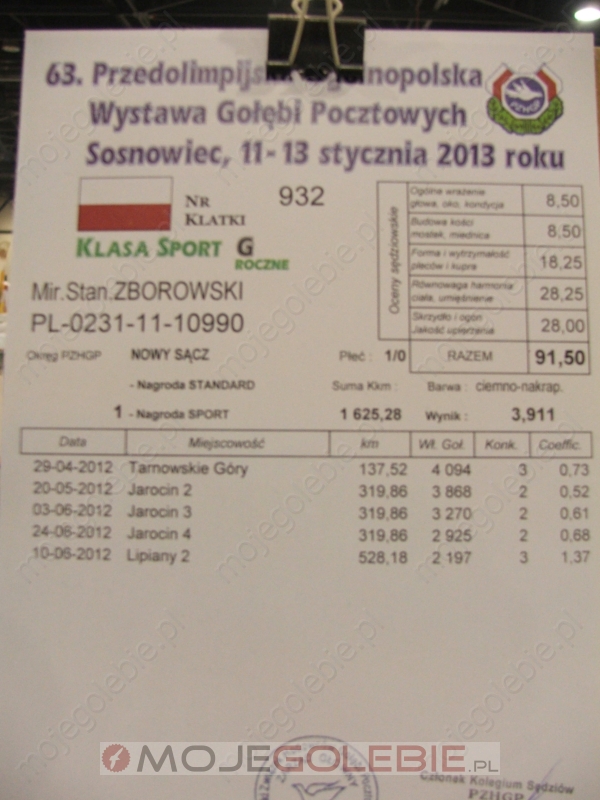 63. Przedolimpijska Ogólnopolska
Wystawa Gołębi Pocztowych
Sosnowiec, 11-13 stycznia 2013 roku
PZHGP
NR KLATKI 932
KLASA SPORT G
ROCZNE
Mir.Stan.ZBOROWSKI
PL-0231-11-10990
Oceny sędziowskie
Ogólne wrażenie
głowa, oko, kondycja 8,50
Budowa kości
mostek, miednica 8,50
Forma i wytrzymałość
pleców i kupra 18,25
Równowaga harmonia
ciała, umięśnienie 28,25
Skrzydło i ogon
Jakość upierzenia 28,00
RAZEM 91,50
Okręg PZHGP NOWY SĄCZ Płeć : 1/0
- Nagroda STANDARD Suma Kkm : Barwa : ciemno-nakrap.
1 - Nagroda SPORT 1 625,28 Wynik : 3,911
Data Miejscowość km Wł. Goł. Konk. Coeffic.
29-04-2012 Tarnowskie Góry 137,52 4 094 3 0,73
20-05-2012 Jarocin 2 319,86 3 868 2 0,52
03-06-2012 Jarocin 3 319,86 3 270 2 0,61
24-06-2012 Jarocin 4 319,86 2 925 2 0,68
10-06-2012 Lipiany 2 528,18 2 197 3 1,37
MOJEGOLEBIE.PL
Członek Kolegium Sędziów
PZHGP